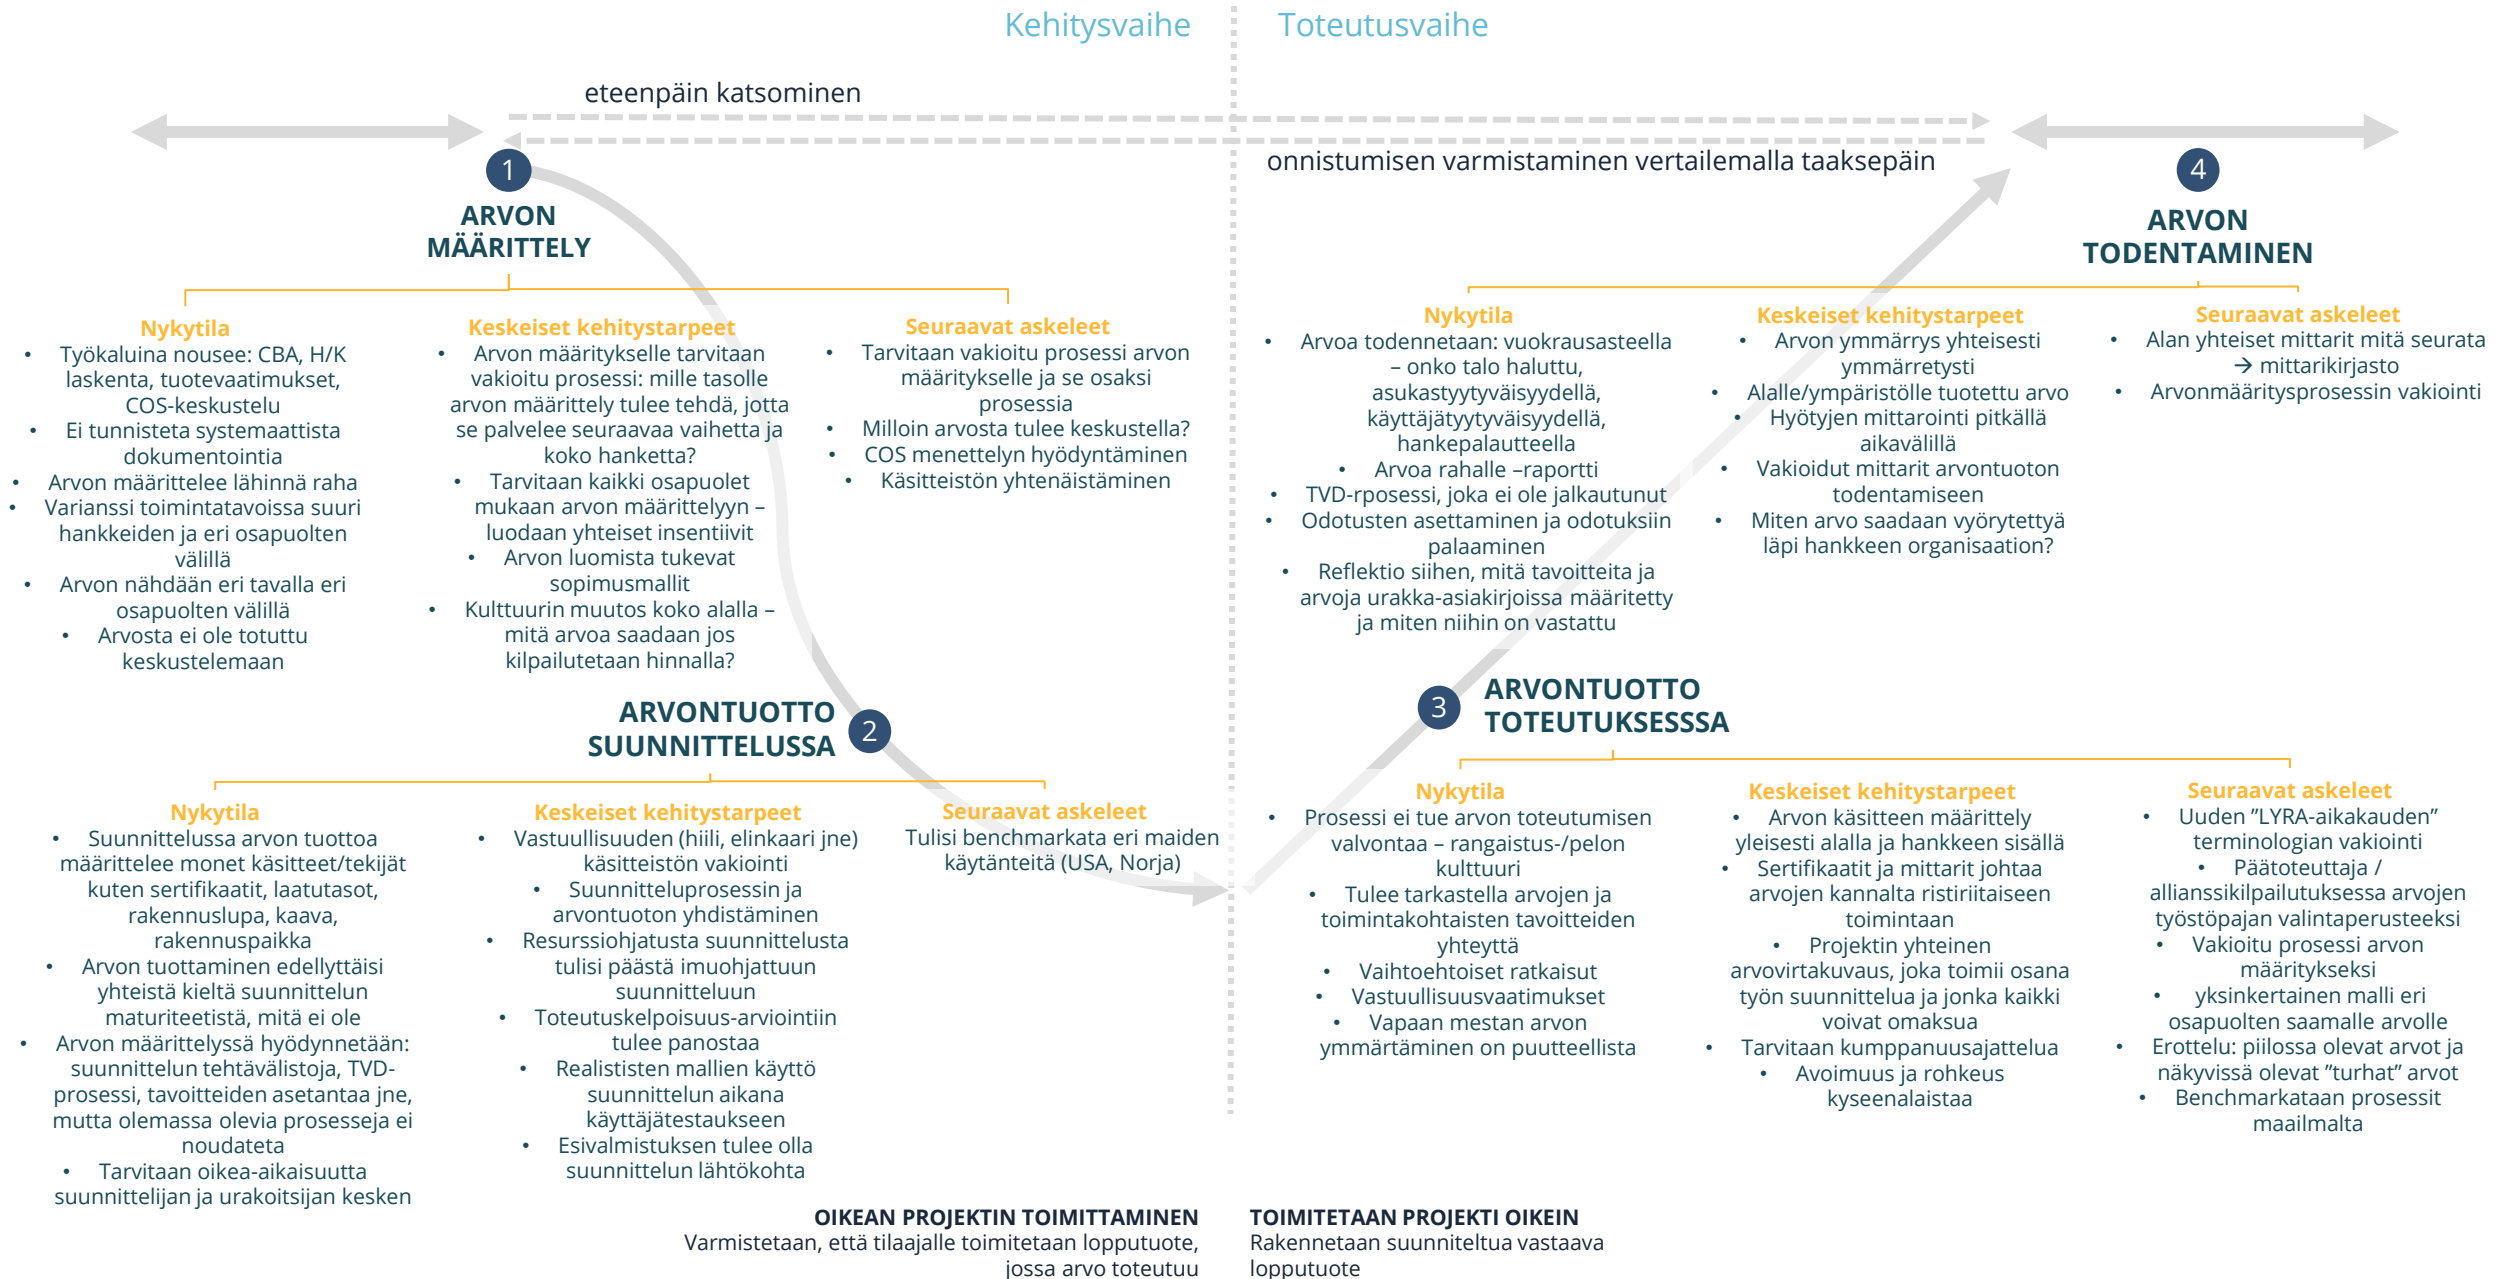 Kehitysvaihe
Toteutusvaihe
eteenpäin katsominen
onnistumisen varmistaminen vertailemalla taaksepäin
1
ARVON
MÄÄRITTELY
Nykytila
• Työkaluina nousee: CBA, H/K
laskenta, tuotevaatimukset,
COS-keskustelu
• Ei tunnisteta systemaattista
dokumentointia
• Arvon määrittelee lähinnä raha
• Varianssi toimintatavoissa suuri
hankkeiden ja eri osapuolten
välillä
• Arvon nähdään eri tavalla eri
osapuolten välillä
• Arvosta ei ole totuttu
keskustelemaan
Keskeiset kehitystarpeet
• Arvon määritykselle tarvitaan
vakioitu prosessi: mille tasolle
arvon määrittely tulee tehdä, jotta
se palvelee seuraavaa vaihetta ja
koko hanketta?
• Tarvitaan kaikki osapuolet
mukaan arvon määrittelyyn –
luodaan yhteiset insentiivit
• Arvon luomista tukevat
sopimusmallit
• Kulttuurin muutos koko alalla –
mitä arvoa saadaan jos
kilpailutetaan hinnalla?
Seuraavat askeleet
• Tarvitaan vakioitu prosessi arvon
määritykselle ja se osaksi
prosessia
• Milloin arvosta tulee keskustella?
• COS menettelyn hyödyntäminen
• Käsitteistön yhtenäistäminen
4
ARVON
TODENTAMINEN
Nykytila
• Arvoa todennetaan: vuokrausasteella
– onko talo haluttu,
asukastyytyväisyydellä,
käyttäjätyytyväisyydellä,
hankepalautteella
• Arvoa rahalle –raportti
• TVD-rposessi, joka ei ole jalkautunut
• Odotusten asettaminen ja odotuksiin
palaaminen
• Reflektio siihen, mitä tavoitteita ja
arvoja urakka-asiakirjoissa määritetty
ja miten niihin on vastattu
Keskeiset kehitystarpeet
• Arvon ymmärrys yhteisesti
ymmärretysti
• Alalle/ympäristölle tuotettu arvo
• Hyötyjen mittarointi pitkällä
aikavälillä
• Vakioidut mittarit arvontuoton
todentamiseen
• Miten arvo saadaan vyörytettyä
läpi hankkeen organisaation?
Seuraavat askeleet
• Alan yhteiset mittarit mitä seurata
→ mittarikirjasto
• Arvonmääritysprosessin vakiointi
ARVONTUOTTO
SUUNNITTELUSSA
2
Nykytila
• Suunnittelussa arvon tuottoa
määrittelee monet käsitteet/tekijät
kuten sertifikaatit, laatutasot,
rakennuslupa, kaava,
rakennuspaikka
• Arvon tuottaminen edellyttäisi
yhteistä kieltä suunnittelun
maturiteetistä, mitä ei ole
• Arvon määrittelyssä hyödynnetään:
suunnittelun tehtävälistoja, TVD-
prosessi, tavoitteiden asetantaa jne,
mutta olemassa olevia prosesseja ei
noudateta
• Tarvitaan oikea-aikaisuutta
suunnittelijan ja urakoitsijan kesken
Keskeiset kehitystarpeet
• Vastuullisuuden (hiili, elinkaari jne)
käsitteistön vakiointi
• Suunnitteluprosessin ja
arvontuoton yhdistäminen
• Resurssiohjatusta suunnittelusta
tulisi päästä imuohjattuun
suunnitteluun
• Toteutuskelpoisuus-arviointiin
tulee panostaa
• Realististen mallien käyttö
suunnittelun aikana
käyttäjätestaukseen
• Esivalmistuksen tulee olla
suunnittelun lähtökohta
Seuraavat askeleet
Tulisi benchmarkata eri maiden
käytänteitä (USA, Norja)
3
ARVONTUOTTO
TOTEUTUKSESSSA
Nykytila
• Prosessi ei tue arvon toteutumisen
valvontaa – rangaistus-/pelon
kulttuuri
• Tulee tarkastella arvojen ja
toimintakohtaisten tavoitteiden
yhteyttä
• Vaihtoehtoiset ratkaisut
• Vastuullisuusvaatimukset
• Vapaan mestan arvon
ymmärtäminen on puutteellista
Keskeiset kehitystarpeet
• Arvon käsitteen määrittely
yleisesti alalla ja hankkeen sisällä
• Sertifikaatit ja mittarit johtaa
arvojen kannalta ristiriitaiseen
toimintaan
• Projektin yhteinen
arvovirtakuvaus, joka toimii osana
työn suunnittelua ja jonka kaikki
voivat omaksua
• Tarvitaan kumppanuusajattelua
• Avoimuus ja rohkeus
kyseenalaistaa
Seuraavat askeleet
• Uuden ”LYRA-aikakauden”
terminologian vakiointi
• Päätoteuttaja /
allianssikilpailutuksessa arvojen
työstöpajan valintaperusteeksi
• Vakioitu prosessi arvon
määritykseksi
• yksinkertainen malli eri
osapuolten saamalle arvolle
• Erottelu: piilossa olevat arvot ja
näkyvissä olevat ”turhat” arvot
• Benchmarkataan prosessit
maailmalta
OIKEAN PROJEKTIN TOIMITTAMINEN
Varmistetaan, että tilaajalle toimitetaan lopputuote,
jossa arvo toteutuu
TOIMITETAAN PROJEKTI OIKEIN
Rakennetaan suunniteltua vastaava
lopputuote